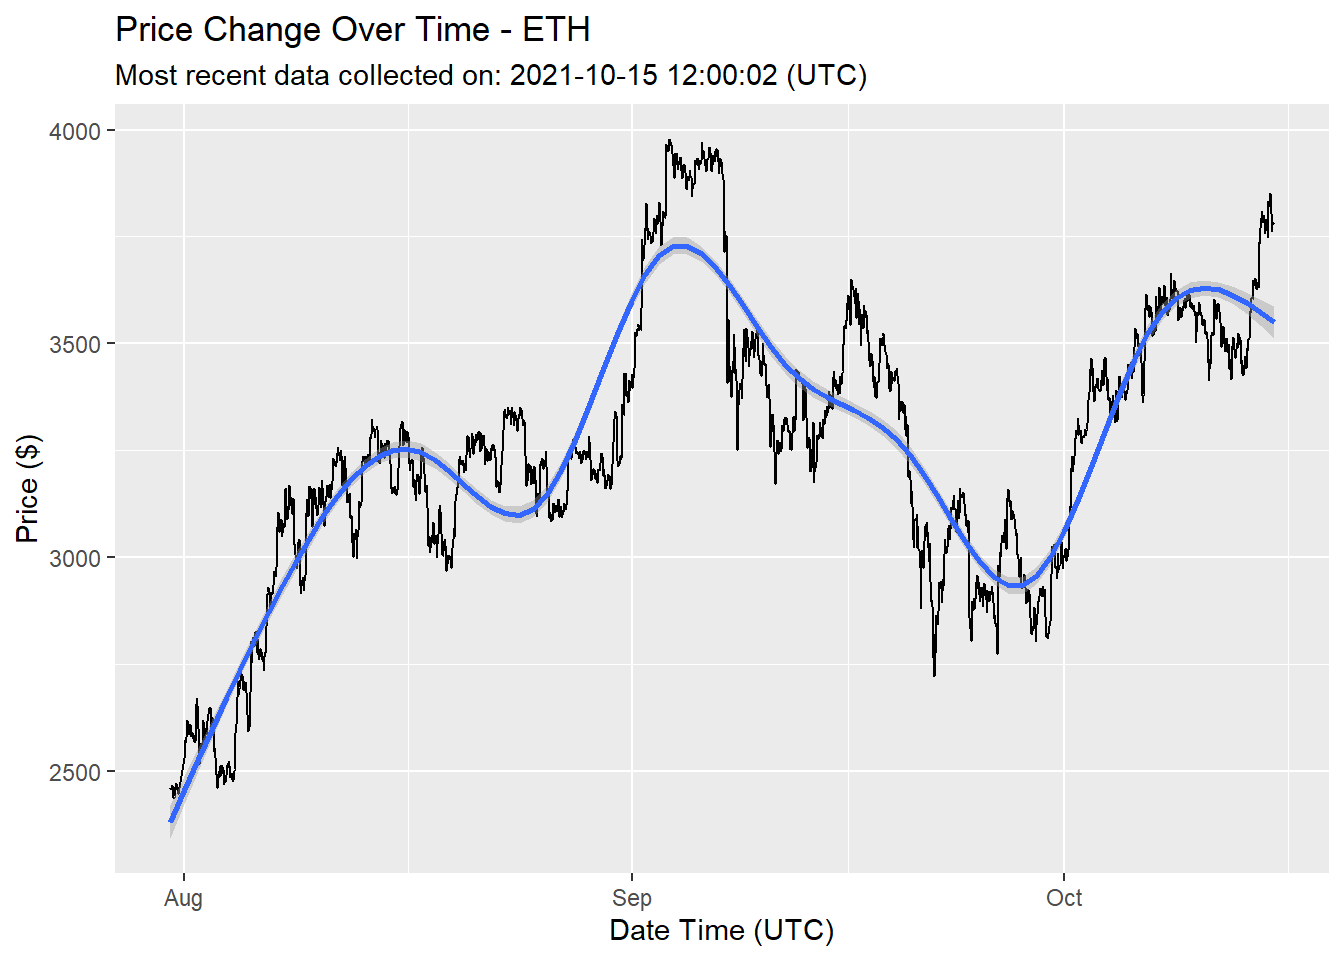 Price Change Over Time - ETH
Most recent data collected on: 2021-10-15 12:00:02 (UTC)
4000
3500
3000
2500
Price ($)
Aug
Sep
Oct
Date Time (UTC)